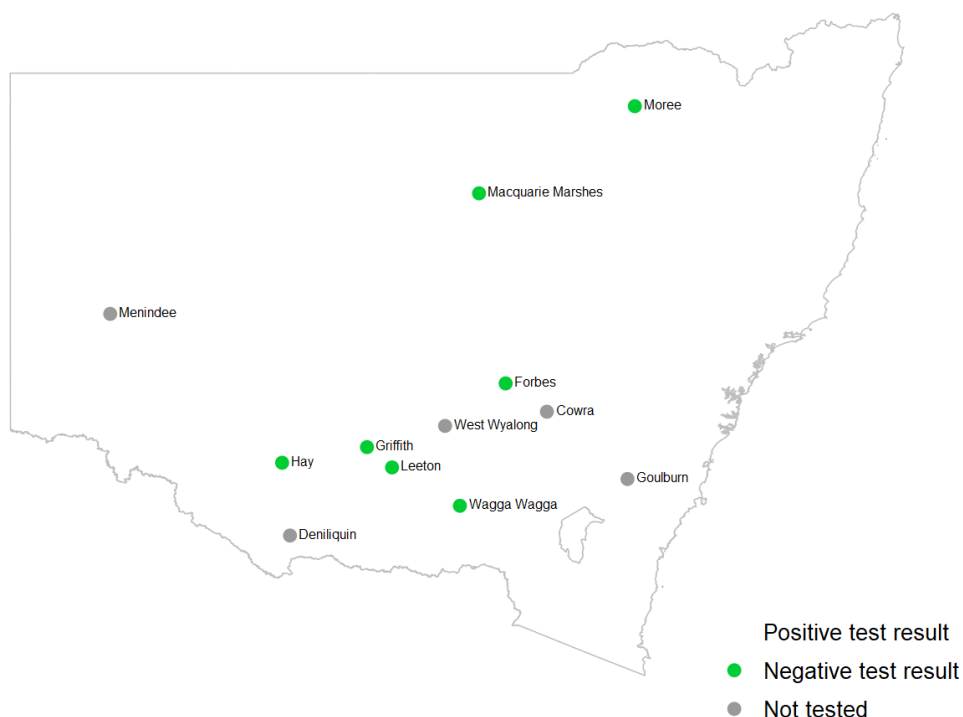 Moree
Macquarie Marshes
Menindee
Forbes
Cowra
West Wyalong
Griffith
Hay
Leeton
Goulburn
Wagga Wagga
Deniliquin
Positive test result
Negative test result
Not tested